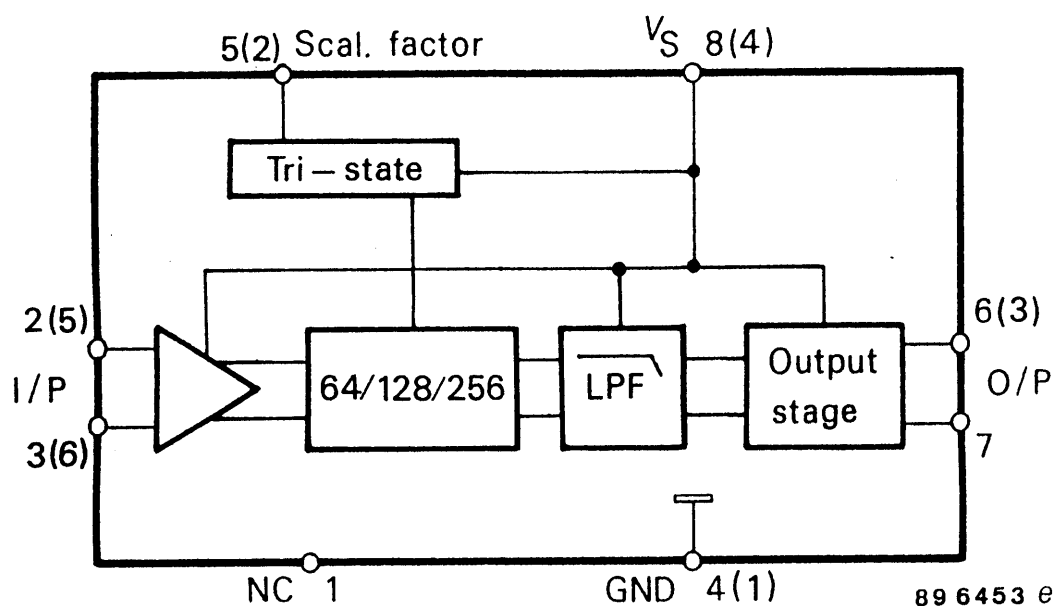 5(2) Scal. factor
VS 8(4)
Tri – state
2(5)
I/P
3(6)
64/128/256
LPF
Output
stage
6(3)
O/P
7
NC 1
GND 4(1)
89 6453 e